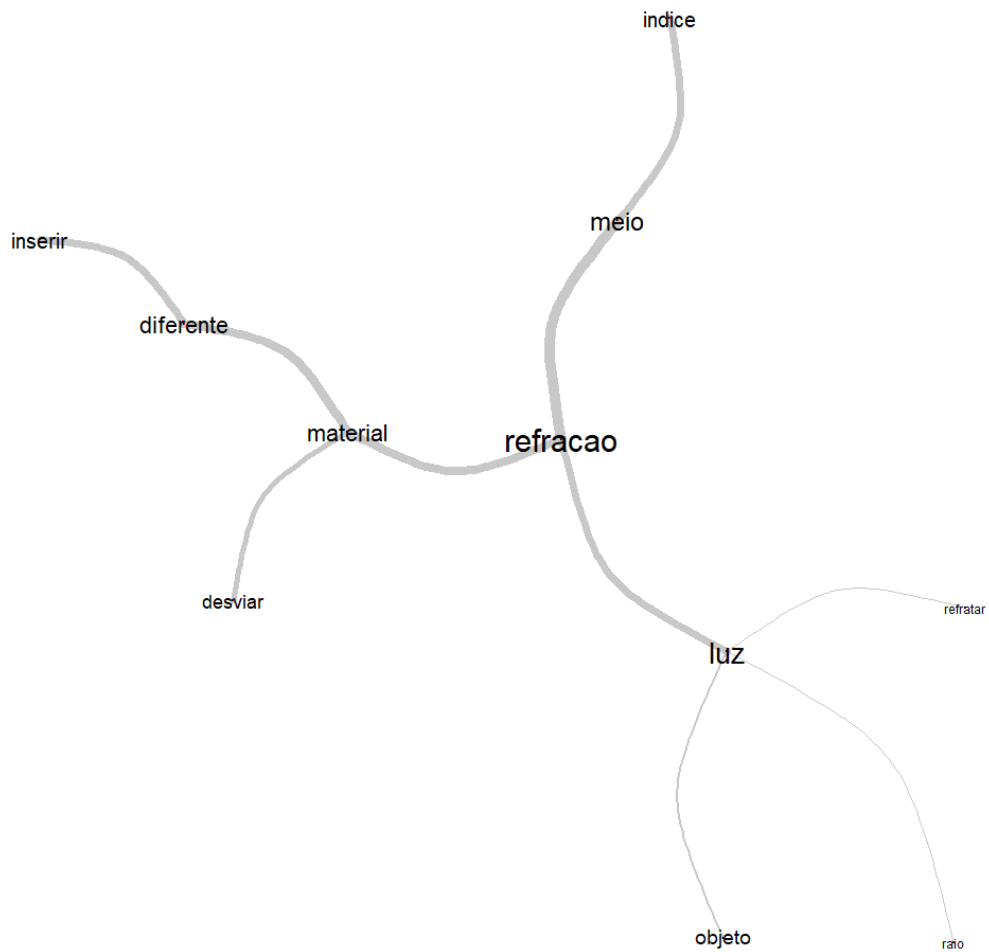 indice
meio
inserir
diferente
material
refracao
desviar
refratar
luz
objeto
raio